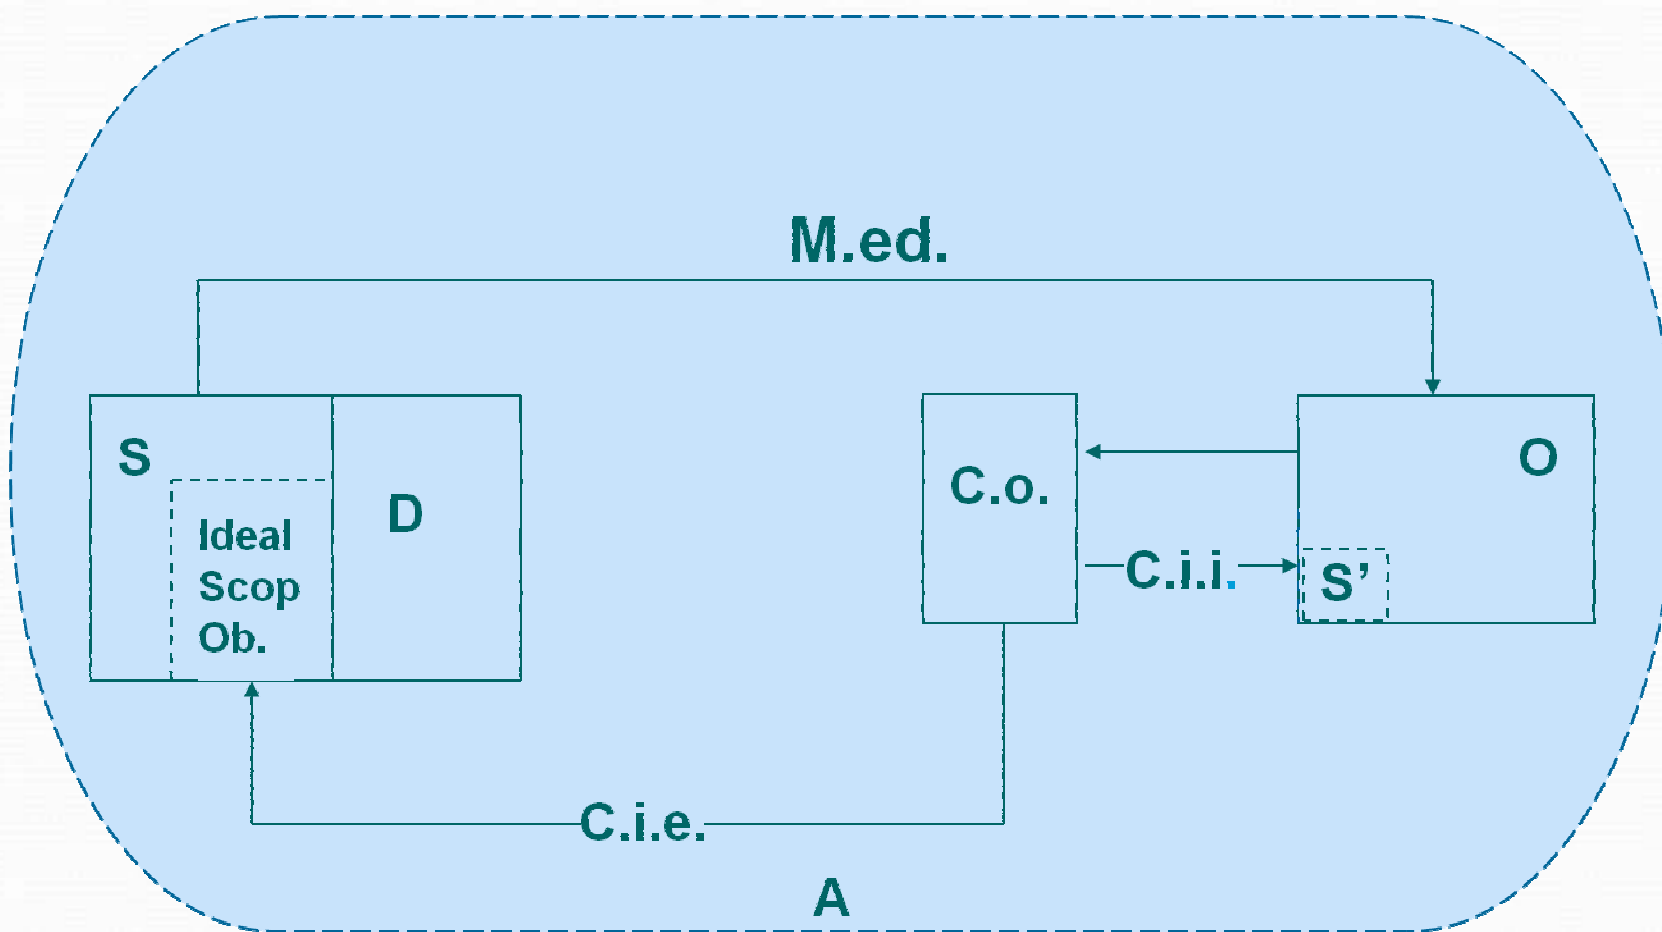 M.ed.
S
D
Ideal
Scop
Ob.
C.o.
O
C.i.i.
S’
C.i.e.
A